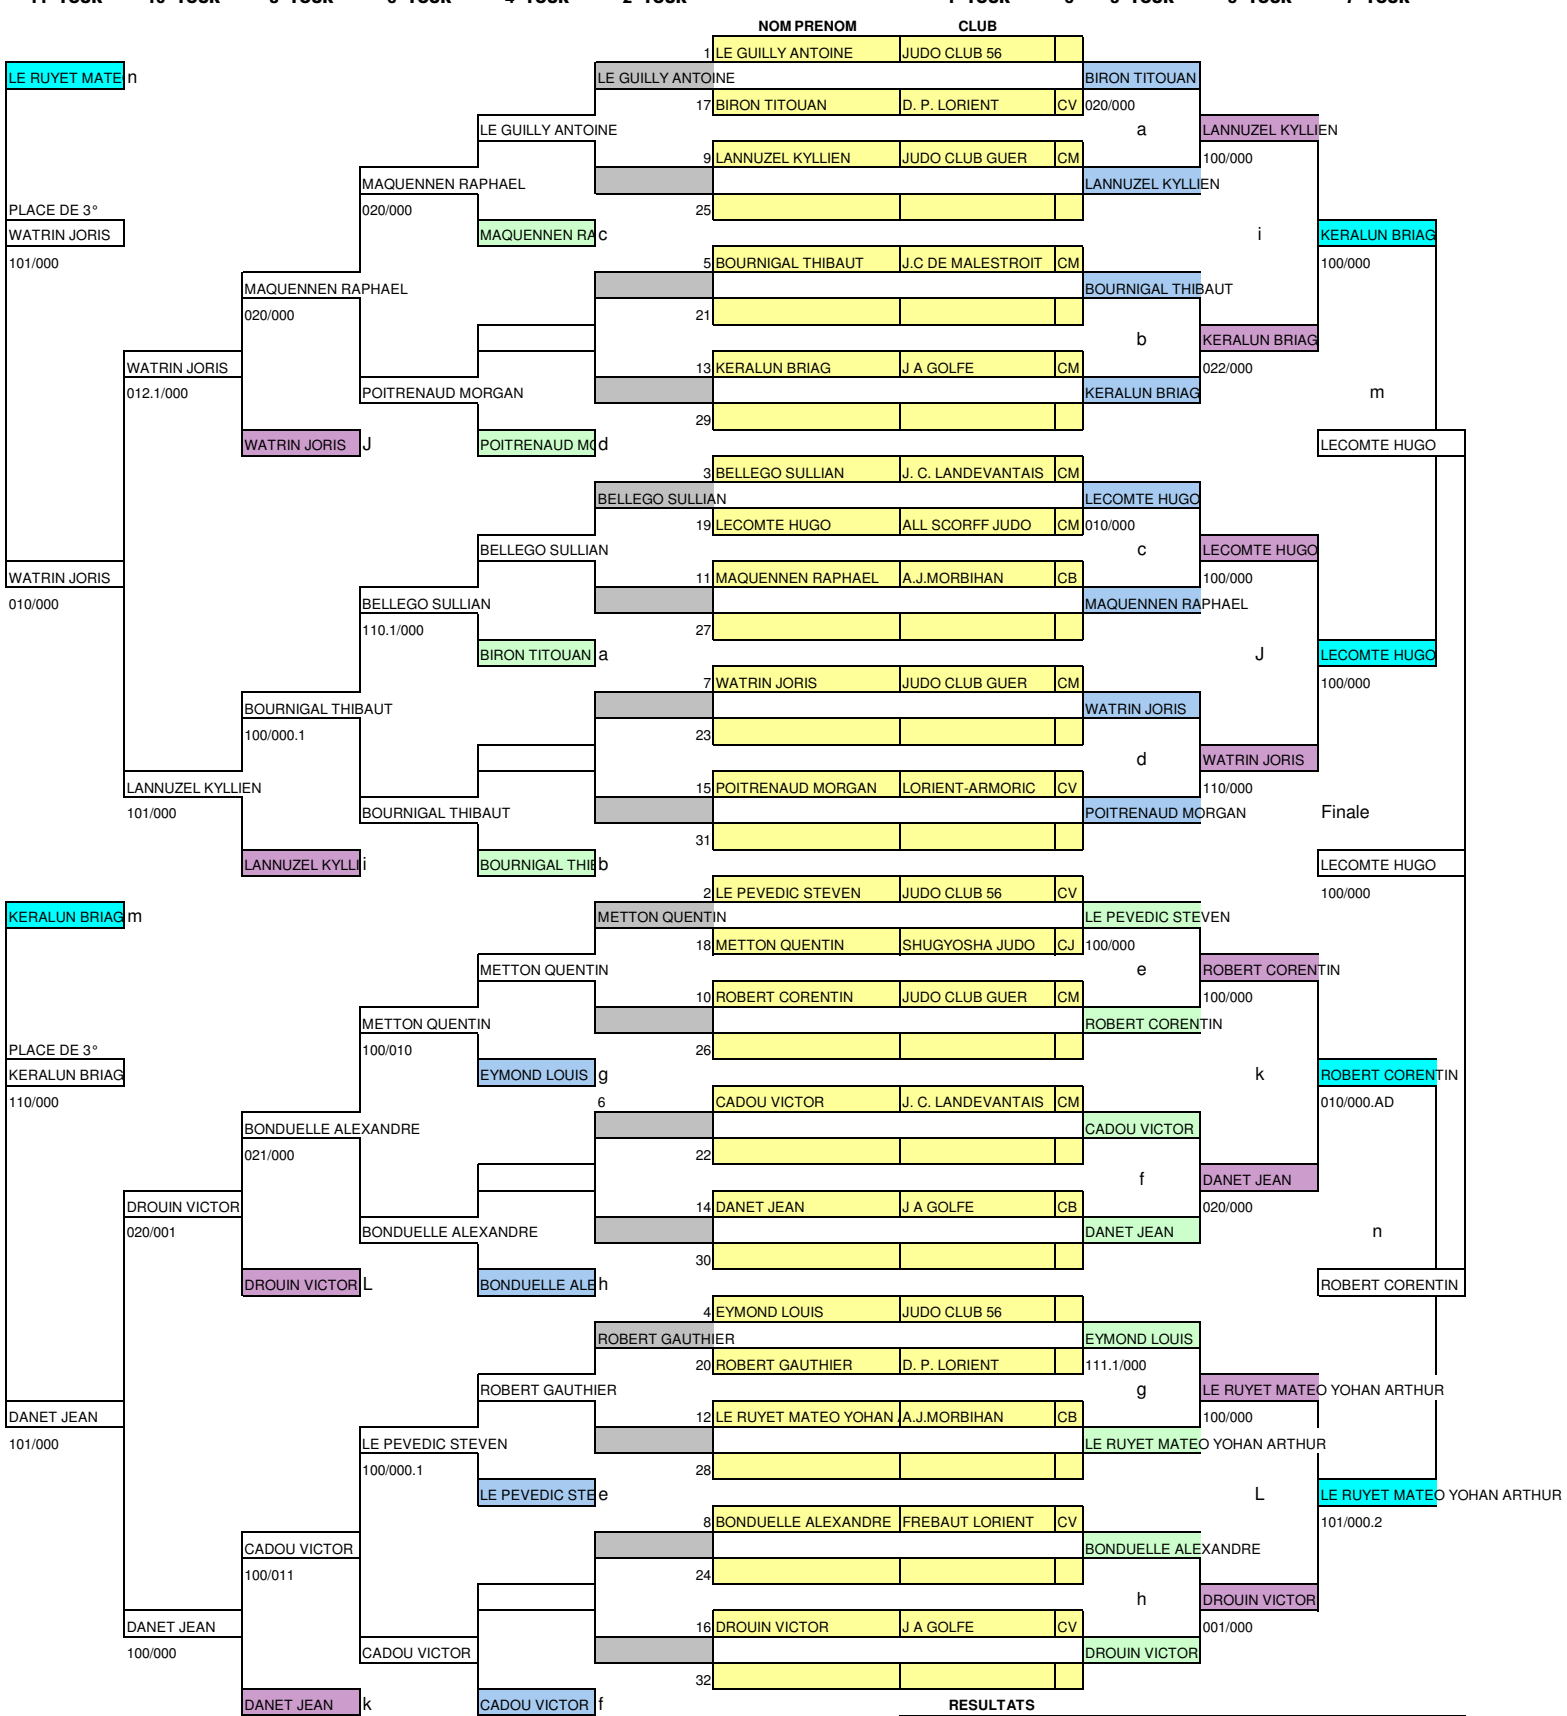 NOM PRENOM CLUB
1 LE GUILLY ANTOINE JUDO CLUB 56
LE RUYET MATE n LE GUILLY ANTOINE BIRON TITOUAN
17 BIRON TITOUAN D. P. LORIENT CV 020/000
LE GUILLY ANTOINE a LANNUZEL KYLLIEN
9 LANNUZEL KYLLIEN JUDO CLUB GUER CM 100/000
MAQUENNEN RAPHAEL LANNUZEL KYLLIEN
PLACE DE 3° 020/000 25
WATRIN JORIS MAQUENNEN RA c i KERALUN BRIAG
101/000 5 BOURNIGAL THIBAUT J.C DE MALESTROIT CM 100/000
MAQUENNEN RAPHAEL BOURNIGAL THIBAUT
020/000 21
b KERALUN BRIAG
WATRIN JORIS 13 KERALUN BRIAG J A GOLFE CM 022/000
012.1/000 POITRENAUD MORGAN KERALUN BRIAG m
29
WATRIN JORIS J POITRENAUD MO d LECOMTE HUGO
3 BELLEGO SULLIAN J. C. LANDEVANTAIS CM
BELLEGO SULLIAN LECOMTE HUGO
19 LECOMTE HUGO ALL SCORFF JUDO CM 010/000
BELLEGO SULLIAN c LECOMTE HUGO
WATRIN JORIS 11 MAQUENNEN RAPHAEL A.J.MORBIHAN CB 100/000
010/000 BELLEGO SULLIAN MAQUENNEN RAPHAEL
110.1/000 27
BIRON TITOUAN a J LECOMTE HUGO
7 WATRIN JORIS JUDO CLUB GUER CM 100/000
BOURNIGAL THIBAUT WATRIN JORIS
100/000.1 23
d WATRIN JORIS
LANNUZEL KYLLIEN 15 POITRENAUD MORGAN LORIENT-ARMORIC CV 110/000
101/000 BOURNIGAL THIBAUT POITRENAUD MORGAN Finale
31
LANNUZEL KYLLI i BOURNIGAL THIB b LECOMTE HUGO
2 LE PEVEDIC STEVEN JUDO CLUB 56 CV 100/000
KERALUN BRIAG m METTON QUENTIN LE PEVEDIC STEVEN
18 METTON QUENTIN SHUGYOSHA JUDO CJ 100/000
METTON QUENTIN e ROBERT CORENTIN
10 ROBERT CORENTIN JUDO CLUB GUER CM 100/000
METTON QUENTIN ROBERT CORENTIN
PLACE DE 3° 100/010 26
KERALUN BRIAG EYMOND LOUIS g k ROBERT CORENTIN
110/000 6 CADOU VICTOR J. C. LANDEVANTAIS CM 010/000.AD
BONDUELLE ALEXANDRE CADOU VICTOR
021/000 22
f DANET JEAN
DROUIN VICTOR 14 DANET JEAN J A GOLFE CB 020/000
020/001 BONDUELLE ALEXANDRE DANET JEAN n
30
DROUIN VICTOR L BONDUELLE ALE h ROBERT CORENTIN
4 EYMOND LOUIS JUDO CLUB 56
ROBERT GAUTHIER EYMOND LOUIS
20 ROBERT GAUTHIER D. P. LORIENT 111.1/000
ROBERT GAUTHIER g LE RUYET MATEO YOHAN ARTHUR
DANET JEAN 12 LE RUYET MATEO YOHAN A.J.MORBIHAN CB 100/000
101/000 LE PEVEDIC STEVEN LE RUYET MATEO YOHAN ARTHUR
100/000.1 28
LE PEVEDIC STE e L LE RUYET MATEO YOHAN ARTHUR
8 BONDUELLE ALEXANDRE FREBAUT LORIENT CV 101/000.2
CADOU VICTOR BONDUELLE ALEXANDRE
100/011 24
h DROUIN VICTOR
DANET JEAN 16 DROUIN VICTOR J A GOLFE CV 001/000
100/000 CADOU VICTOR DROUIN VICTOR
32
DANET JEAN k CADOU VICTOR f RESULTATS